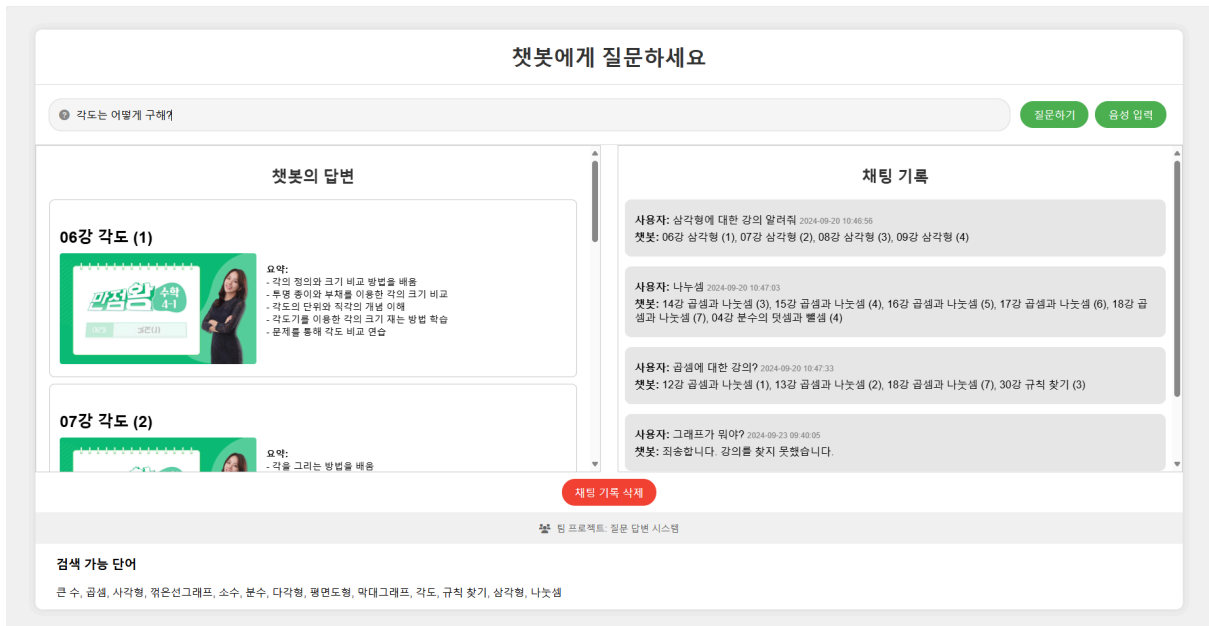 챗봇에게 질문하세요
각도는 어떻게 구해?
질문하기
음성 입력
챗봇의 답변
06강 각도 (1)
만점왕 수학 4-1
요약:
- 각의 정의와 크기 비교 방법을 배움
- 투명 종이와 부채를 이용한 각의 크기 비교
- 각도의 단위와 직각의 개념 이해
- 각도기를 이용한 각의 크기 재는 방법 학습
- 문제를 통해 각도 비교 연습
07강 각도 (2)
요약:
- 각을 그리는 방법을 배움
채팅 기록
사용자: 삼각형에 대한 강의 알려줘 2024-09-20 10:46:56
챗봇: 06강 삼각형 (1), 07강 삼각형 (2), 08강 삼각형 (3), 09강 삼각형 (4)
사용자: 나누셈 2024-09-20 10:47:03
챗봇: 14강 곱셈과 나눗셈 (3), 15강 곱셈과 나눗셈 (4), 16강 곱셈과 나눗셈 (5), 17강 곱셈과 나눗셈 (6), 18강 곱
셈과 나눗셈 (7), 04강 분수의 덧셈과 뺄셈 (4)
사용자: 곱셈에 대한 강의? 2024-09-20 10:47:33
챗봇: 12강 곱셈과 나눗셈 (1), 13강 곱셈과 나눗셈 (2), 18강 곱셈과 나눗셈 (7), 30강 규칙 찾기 (3)
사용자: 그래프가 뭐야? 2024-09-23 09:40:05
챗봇: 죄송합니다. 강의를 찾지 못했습니다.
채팅 기록 삭제
팀 프로젝트: 질문 답변 시스템
검색 가능 단어
큰 수, 곱셈, 사각형, 꺾은선그래프, 소수, 분수, 다각형, 평면도형, 막대그래프, 각도, 규칙 찾기, 삼각형, 나눗셈